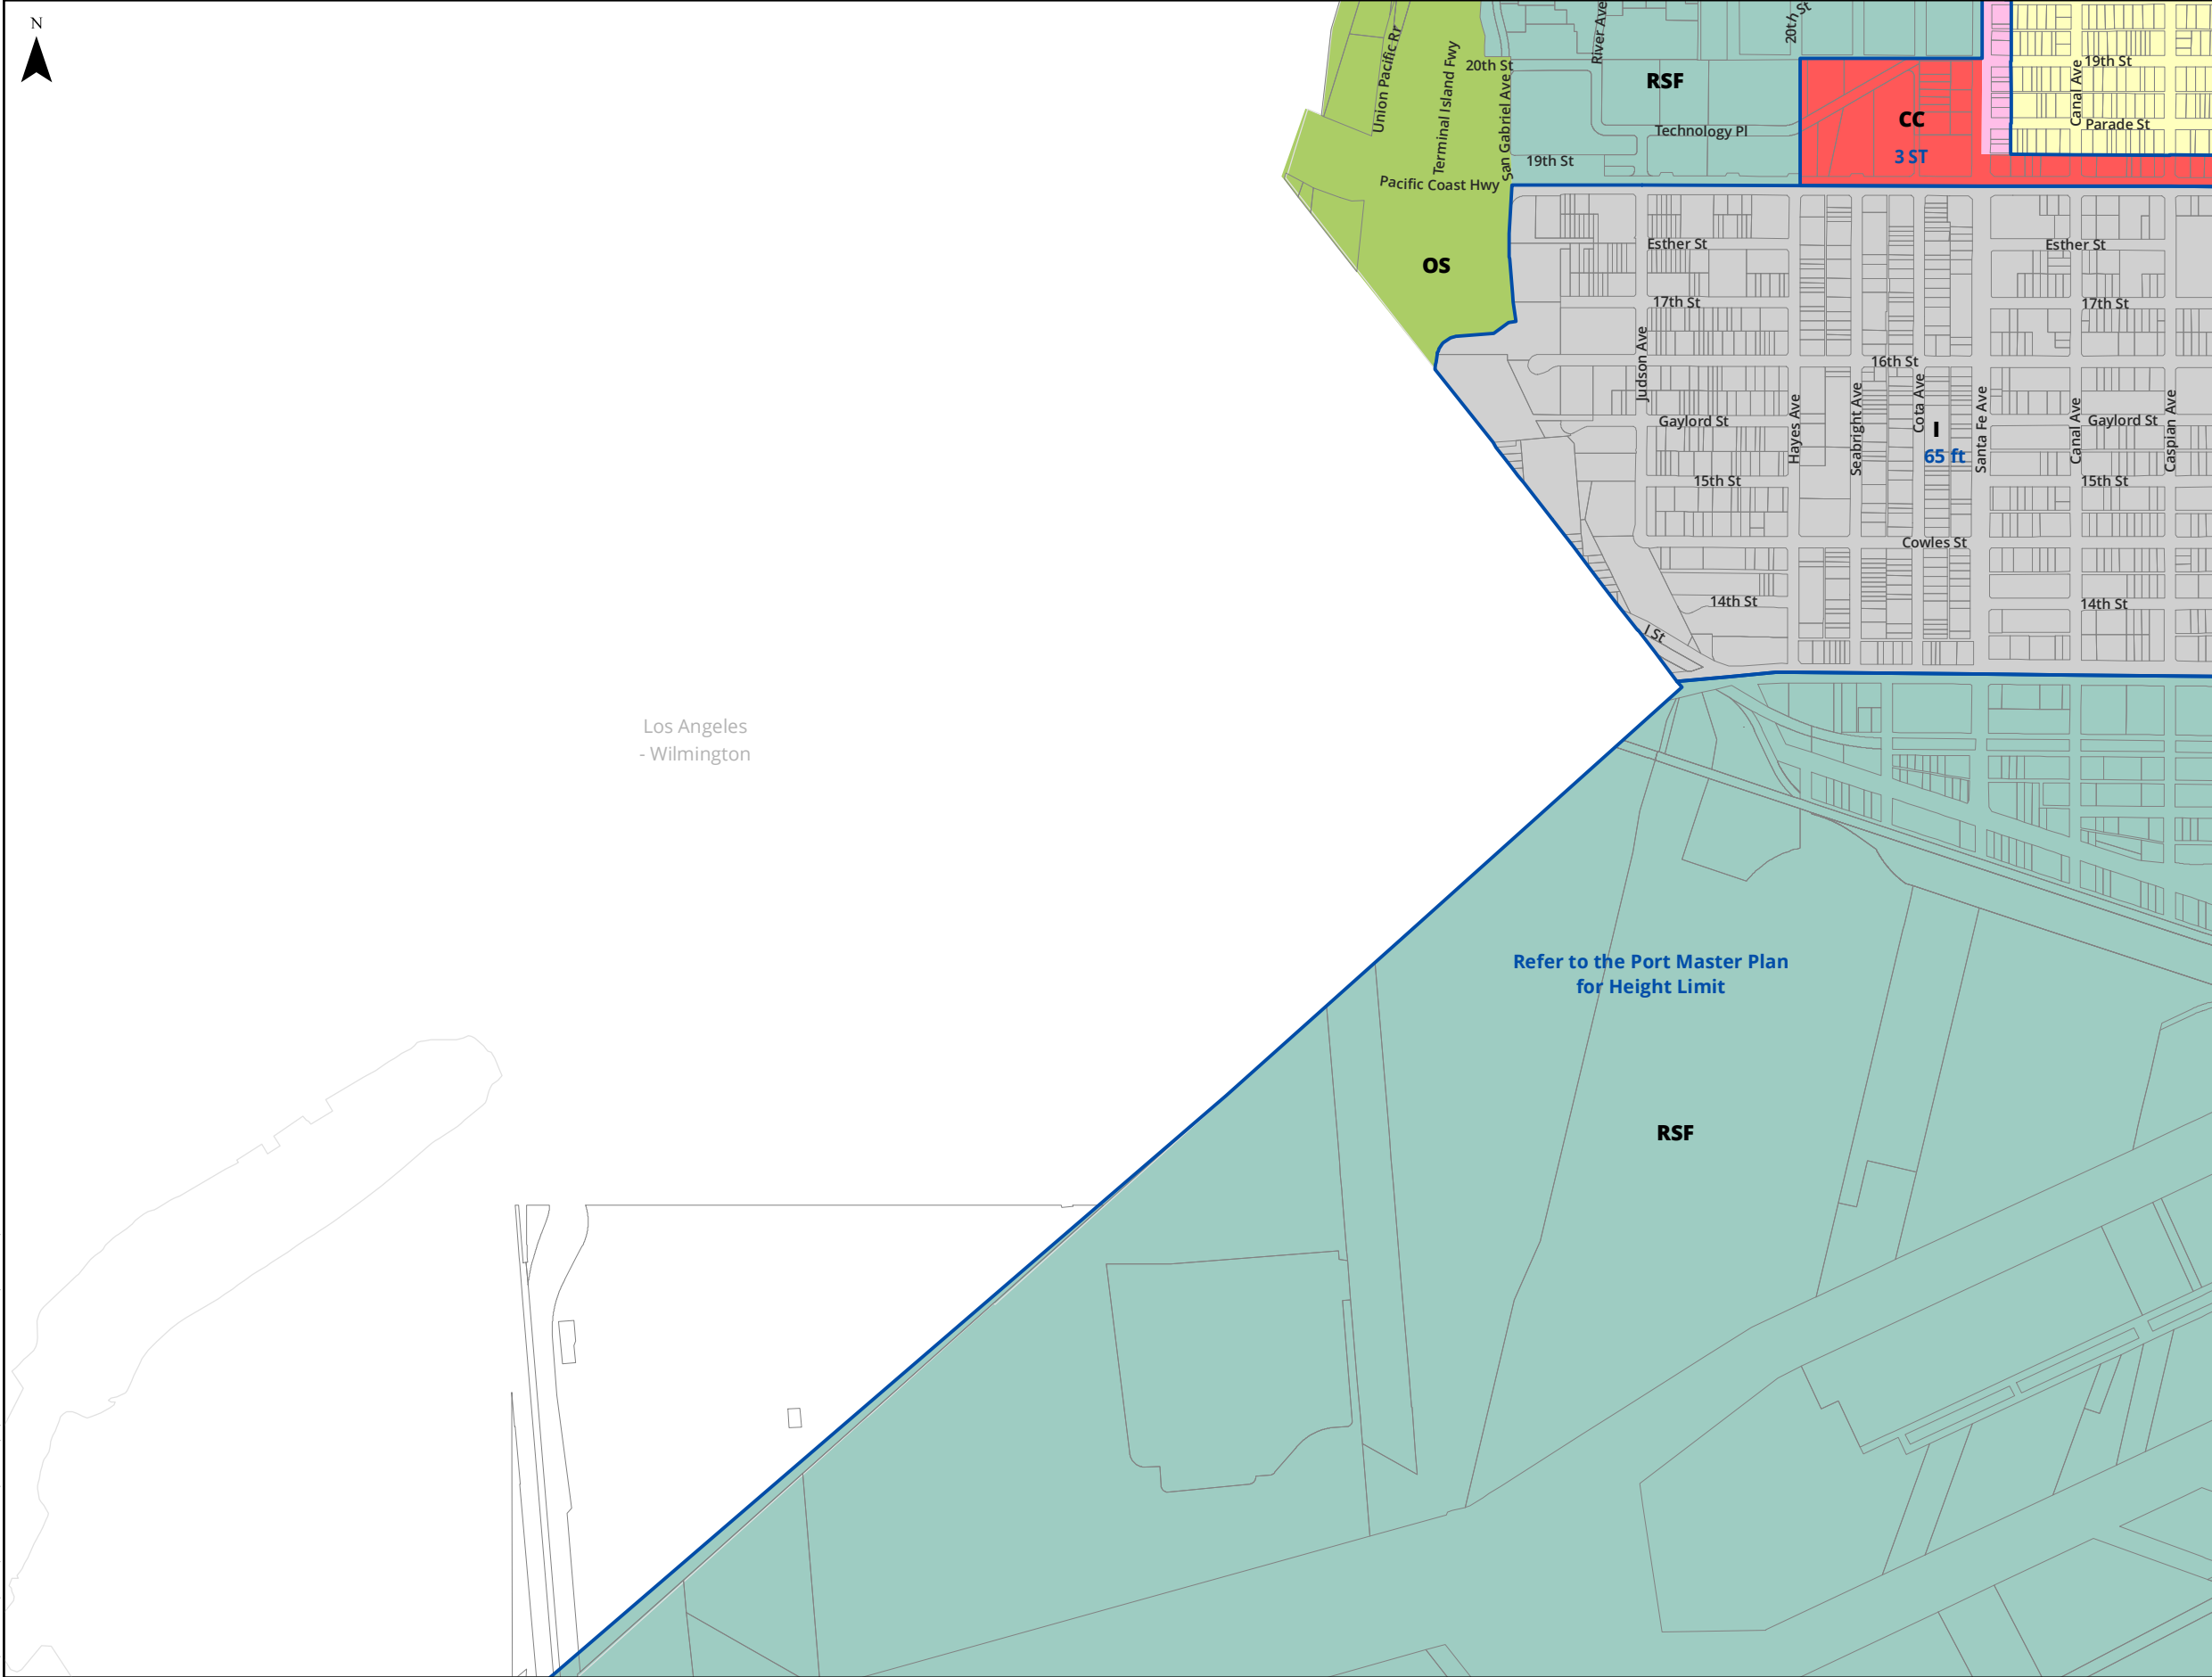 N
Union Pacific Rr
Terminal Island Fwy
20th St
San Gabriel Ave
River Ave
RSF
20th St
19th St
Canal Ave
CC
Parade St
Technology Pl
3 ST
19th St
Pacific Coast Hwy
OS
Esther St
Esther St
17th St
17th St
Judson Ave
16th St
Hayes Ave
Seabright Ave
Cota Ave
Santa Fe Ave
Canal Ave
Caspian Ave
Gaylord St
Gaylord St
I
65 ft
15th St
15th St
Cowles St
14th St
14th St
I St
Los Angeles
- Wilmington
Refer to the Port Master Plan
for Height Limit
RSF